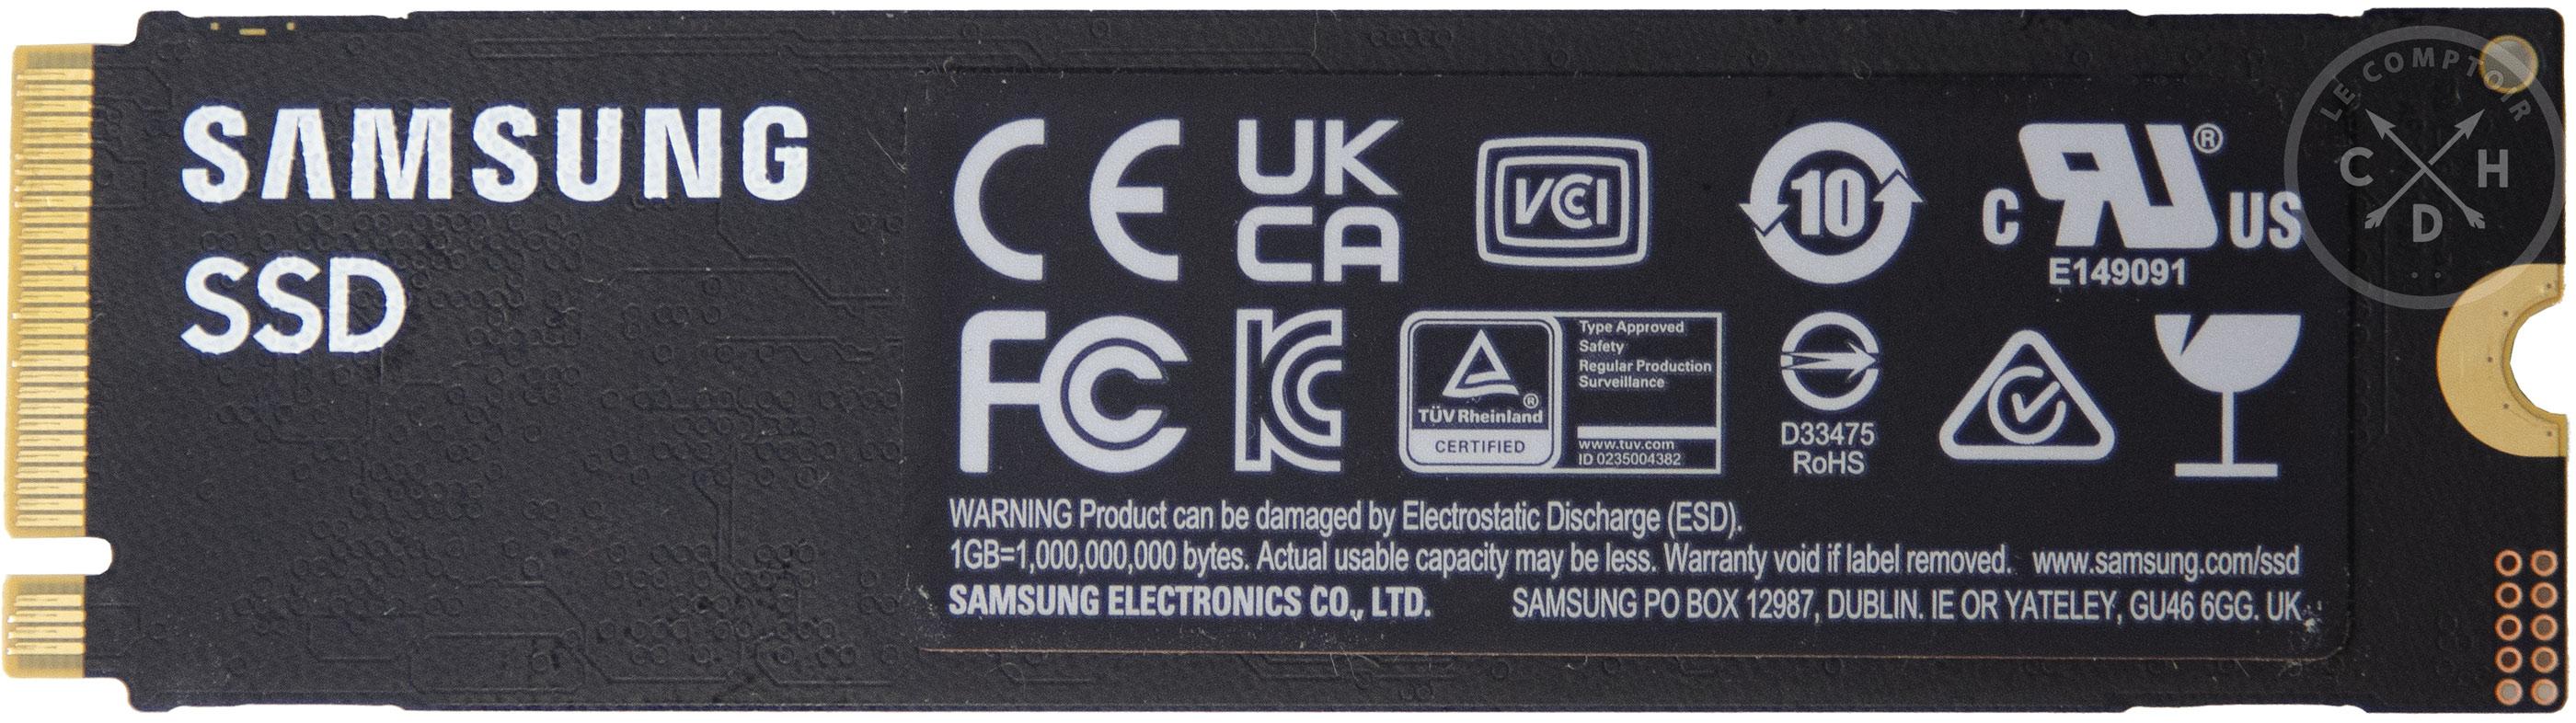 SAMSUNG
SSD
CE
UK
CA
VCI
10
C RU ® US
E149091
FC
KC
TÜV Rheinland ®
CERTIFIED
Type Approved
Safety
Regular Production
Surveillance
www.tuv.com
ID 0235004382
D33475
RoHS
WARNING Product can be damaged by Electrostatic Discharge (ESD).
1GB=1,000,000,000 bytes. Actual usable capacity may be less. Warranty void if label removed. www.samsung.com/ssd
SAMSUNG ELECTRONICS CO., LTD. SAMSUNG PO BOX 12987, DUBLIN. IE OR YATELEY, GU46 6GG. UK
LE COMPTOIR
C H
D